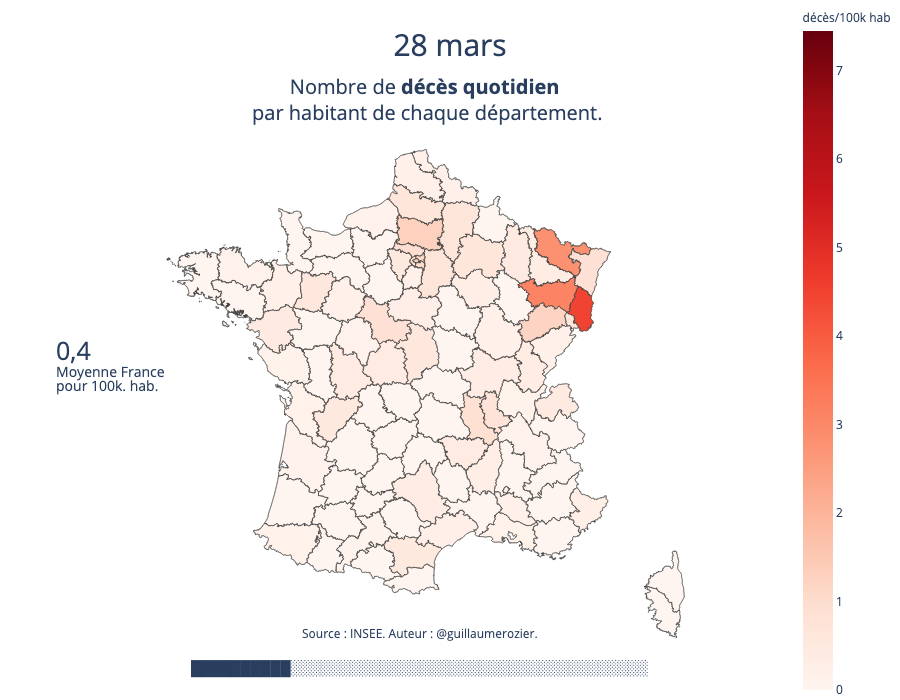 décès/100k hab
28 mars
Nombre de décès quotidien
par habitant de chaque département.
7
6
5
4
3
2
1
0
0,4
Moyenne France
pour 100k. hab.
Source : INSEE. Auteur : @guillaumerozier.